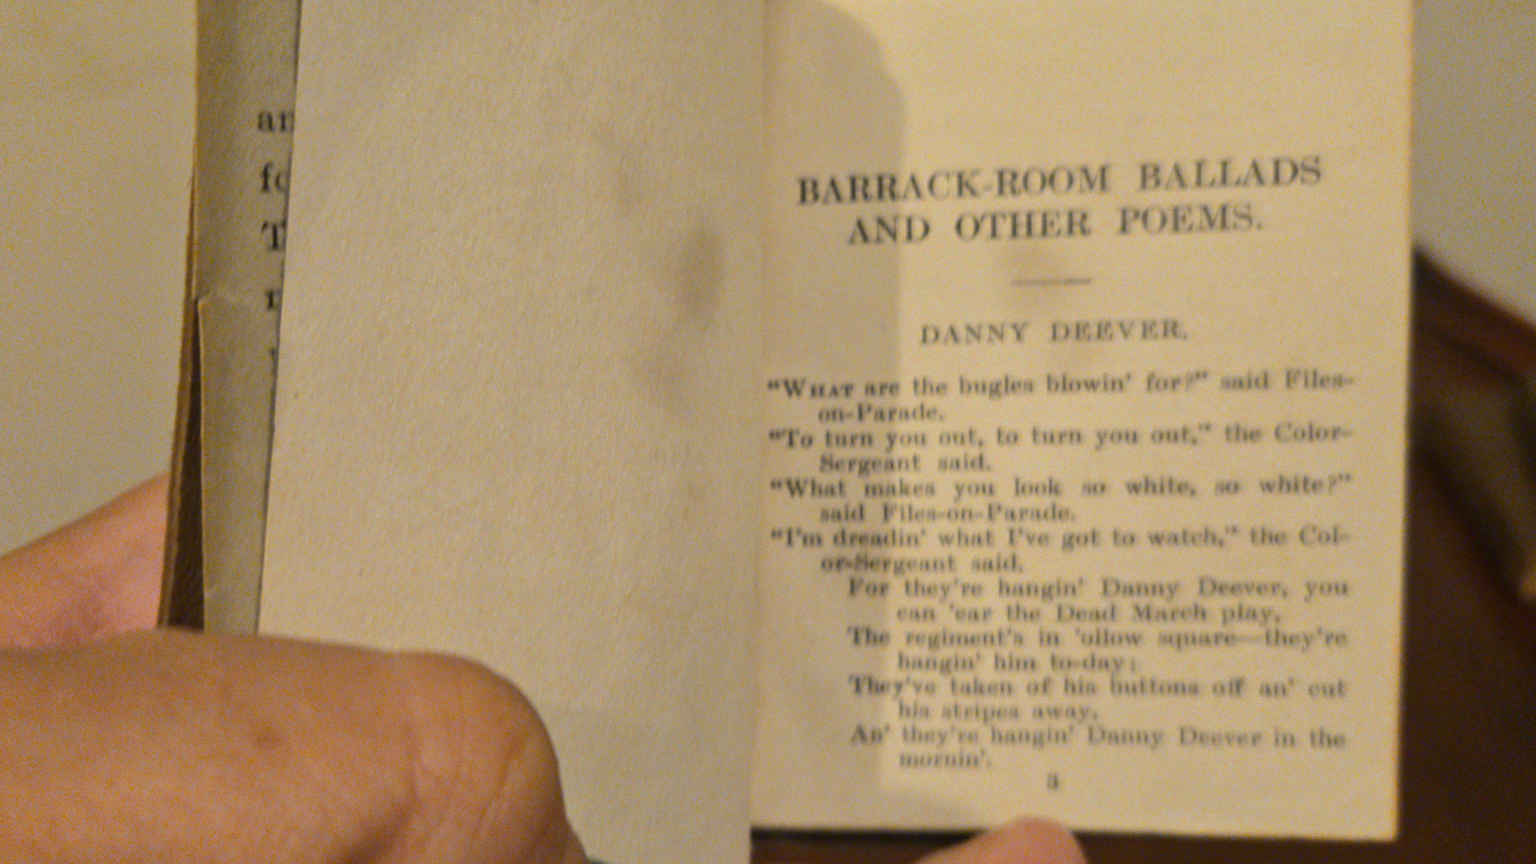 an
fo
T
BARRACK-ROOM BALLADS
AND OTHER POEMS.
DANNY DEEVER.
"WHAT are the bugles blowin' for?" said Files-
on-Parade.
"To turn you out, to turn you out," the Color-
Sergeant said.
"What makes you look so white, so white?"
said Files-on-Parade.
"I'm dreadin' what I've got to watch," the Col-
or-Sergeant said.
For they're hangin' Danny Deever, you
can 'ear the Dead March play,
The regiment's in 'ollow square—they're
hangin' him to-day;
They've taken of his buttons off an' cut
his stripes away,
An' they're hangin' Danny Deever in the
mornin'.
3